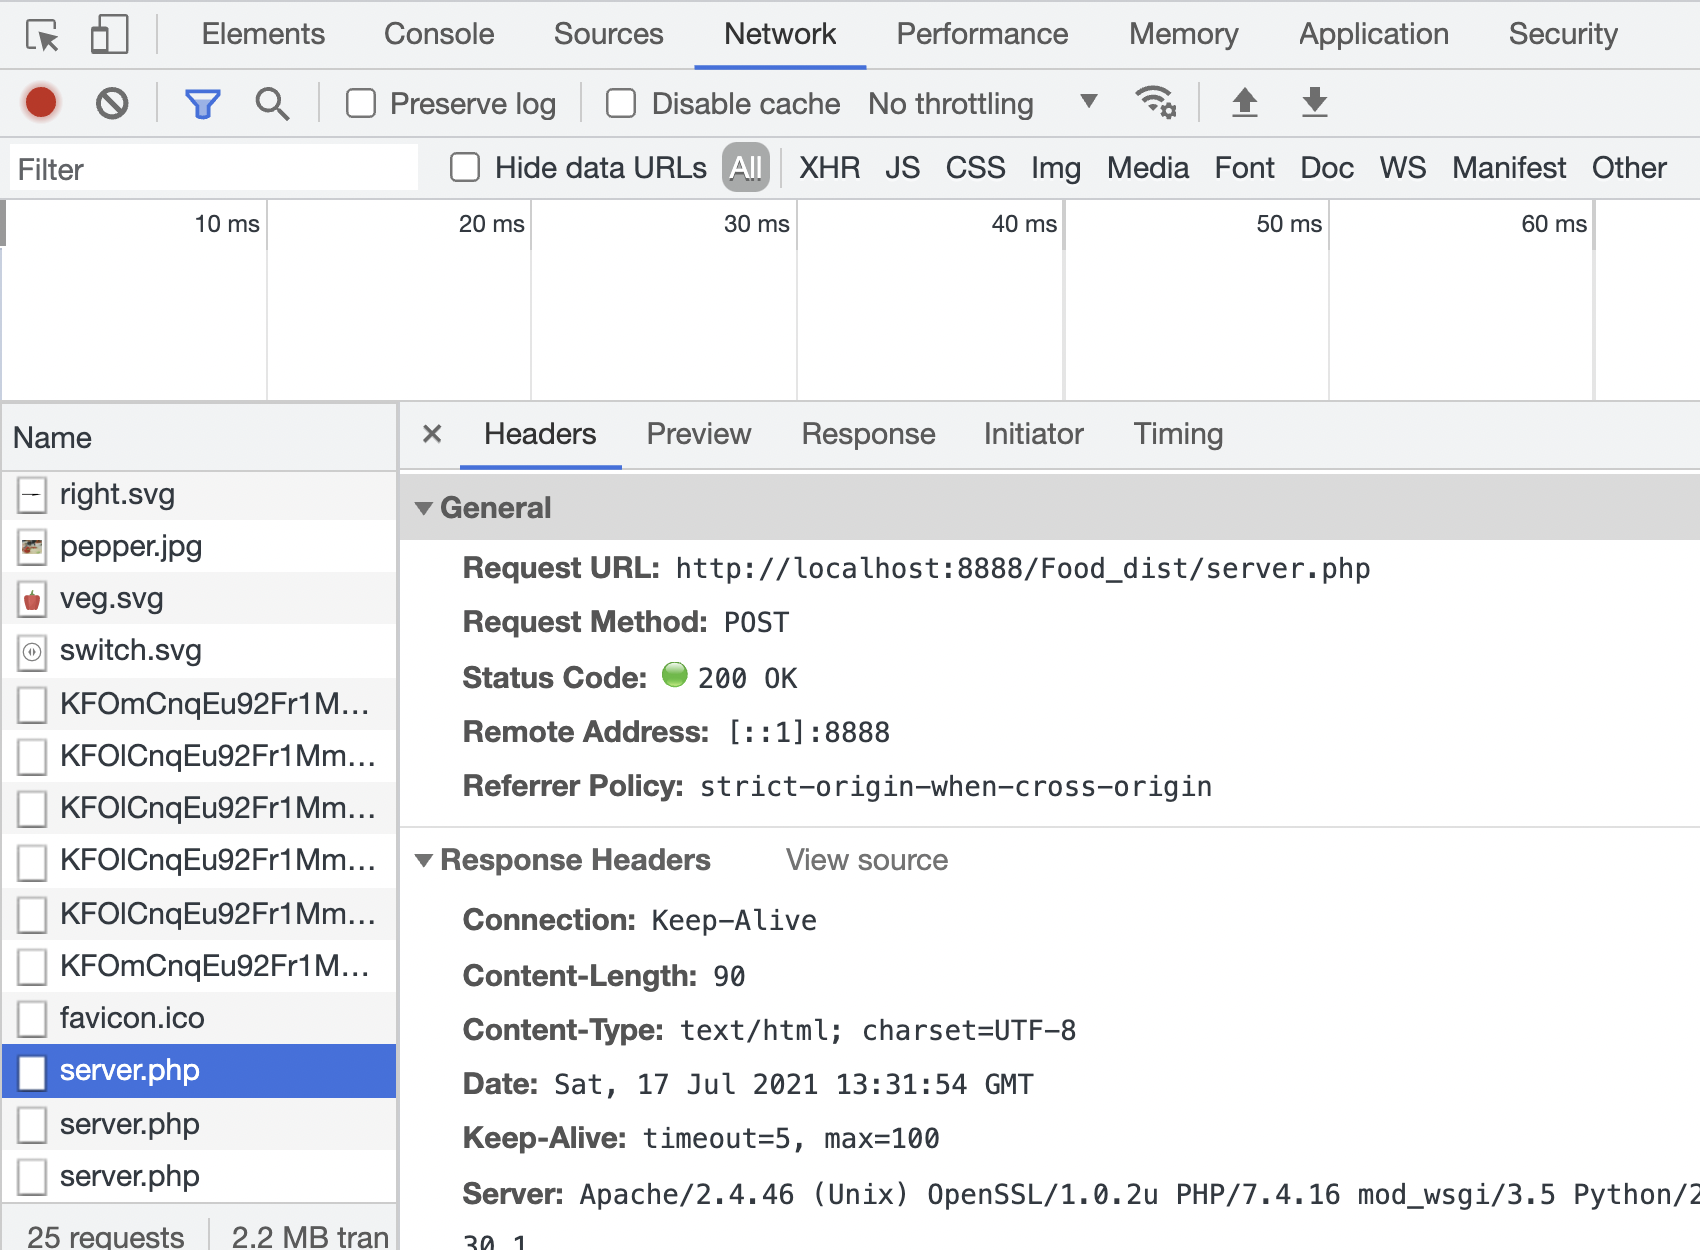 Elements Console Sources Network Performance Memory Application Security
Preserve log Disable cache No throttling
Filter Hide data URLs All XHR JS CSS Img Media Font Doc WS Manifest Other
10 ms 20 ms 30 ms 40 ms 50 ms 60 ms
Name
right.svg
pepper.jpg
veg.svg
switch.svg
KFOmCnqEu92Fr1M...
KFOlCnqEu92Fr1Mm...
KFOlCnqEu92Fr1Mm...
KFOlCnqEu92Fr1Mm...
KFOlCnqEu92Fr1Mm...
KFOmCnqEu92Fr1M...
favicon.ico
server.php
server.php
server.php
25 requests 2.2 MB tran
Headers Preview Response Initiator Timing
General
Request URL: http://localhost:8888/Food_dist/server.php
Request Method: POST
Status Code: 200 OK
Remote Address: [::1]:8888
Referrer Policy: strict-origin-when-cross-origin
Response Headers View source
Connection: Keep-Alive
Content-Length: 90
Content-Type: text/html; charset=UTF-8
Date: Sat, 17 Jul 2021 13:31:54 GMT
Keep-Alive: timeout=5, max=100
Server: Apache/2.4.46 (Unix) OpenSSL/1.0.2u PHP/7.4.16 mod_wsgi/3.5 Python/2
30.1